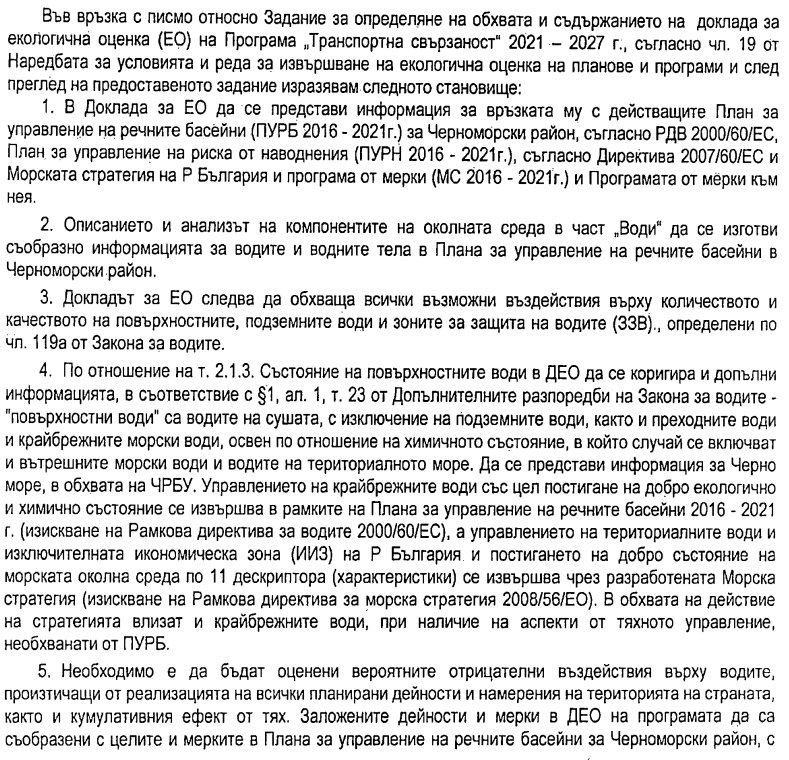 Във връзка с писмо относно Задание за определяне на обхвата и съдържанието на доклада за
екологична оценка (ЕО) на Програма „Транспортна свързаност“ 2021 – 2027 г., съгласно чл. 19 от
Наредбата за условията и реда за извършване на екологична оценка на планове и програми и след
преглед на предоставеното задание изразявам следното становище:
1. В Доклада за ЕО да се представи информация за връзката му с действащите План за
управление на речните басейни (ПУРБ 2016 - 2021г.) за Черноморски район, съгласно РДВ 2000/60/ЕС,
План за управление на риска от наводнения (ПУРН 2016 - 2021г.), съгласно Директива 2007/60/ЕС и
Морската стратегия на Р България и програма от мерки (МС 2016 - 2021г.) и Програмата от мерки към
нея.
2. Описанието и анализът на компонентите на околната среда в част „Води“ да се изготви
съобразно информацията за водите и водните тела в Плана за управление на речните басейни в
Черноморски район.
3. Докладът за ЕО следва да обхваща всички възможни въздействия върху количеството и
качеството на повърхностните, подземните води и зоните за защита на водите (ЗЗВ)., определени по
чл. 119а от Закона за водите.
4. По отношение на т. 2.1.3. Състояние на повърхностните води в ДЕО да се коригира и допълни
информацията, в съответствие с §1, ал. 1, т. 23 от Допълнителните разпоредби на Закона за водите -
"повърхностни води" са водите на сушата, с изключение на подземните води, както и преходните води
и крайбрежните морски води, освен по отношение на химичното състояние, в който случай се включват
и вътрешните морски води и водите на териториалното море. Да се представи информация за Черно
море, в обхвата на ЧРБУ. Управлението на крайбрежните води със цел постигане на добро екологично
и химично състояние се извършва в рамките на Плана за управление на речните басейни 2016 - 2021
г. (изискване на Рамкова директива за водите 2000/60/ЕС), а управлението на териториалните води и
изключителната икономическа зона (ИИЗ) на Р България и постигането на добро състояние на
морската околна среда по 11 дескриптора (характеристики) се извършва чрез разработената Морска
стратегия (изискване на Рамкова директива за морска стратегия 2008/56/ЕО). В обхвата на действие
на стратегията влизат и крайбрежните води, при наличие на аспекти от тяхното управление,
необхванати от ПУРБ.
5. Необходимо е да бъдат оценени вероятните отрицателни въздействия върху водите,
произтичащи от реализацията на всички планирани дейности и намерения на територията на страната,
както и кумулативния ефект от тях. Заложените дейности и мерки в ДЕО на програмата да са
съобразени с целите и мерките в Плана за управление на речните басейни за Черноморски район, с